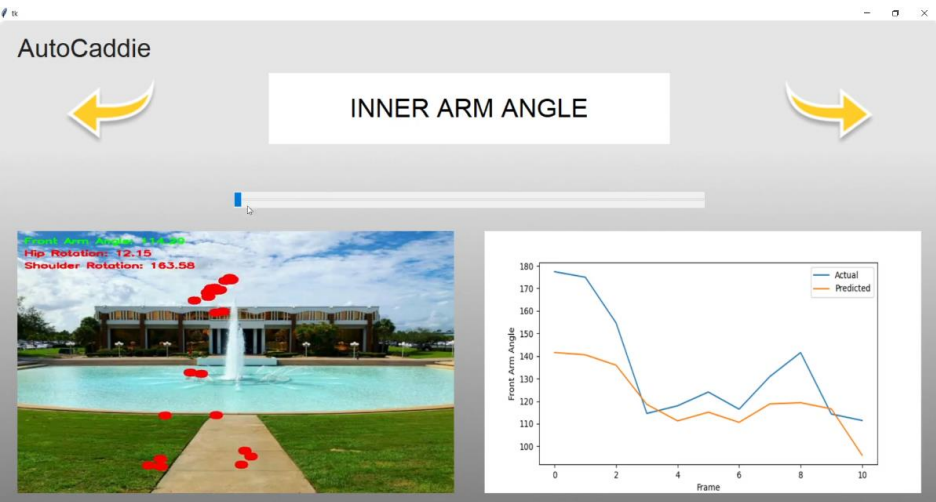 tk
AutoCaddie
INNER ARM ANGLE
Front Arm Angle:
Hip Rotation: 12.15
Shoulder Rotation: 163.58
Actual
Predicted
180
170
160
150
140
130
120
110
100
Front Arm Angle
0 2 4 6 8 10
Frame